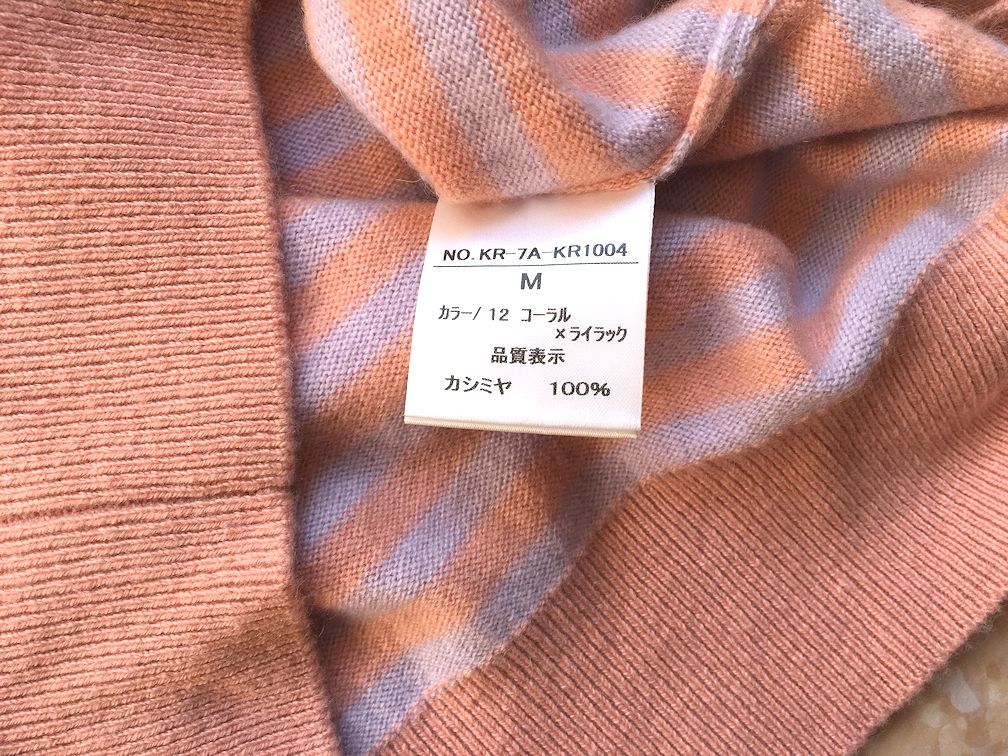 NO. KR-7A-KR1004
M
カラー/ 12 コーラル
×ライラック
品質表示
カシミヤ 100%